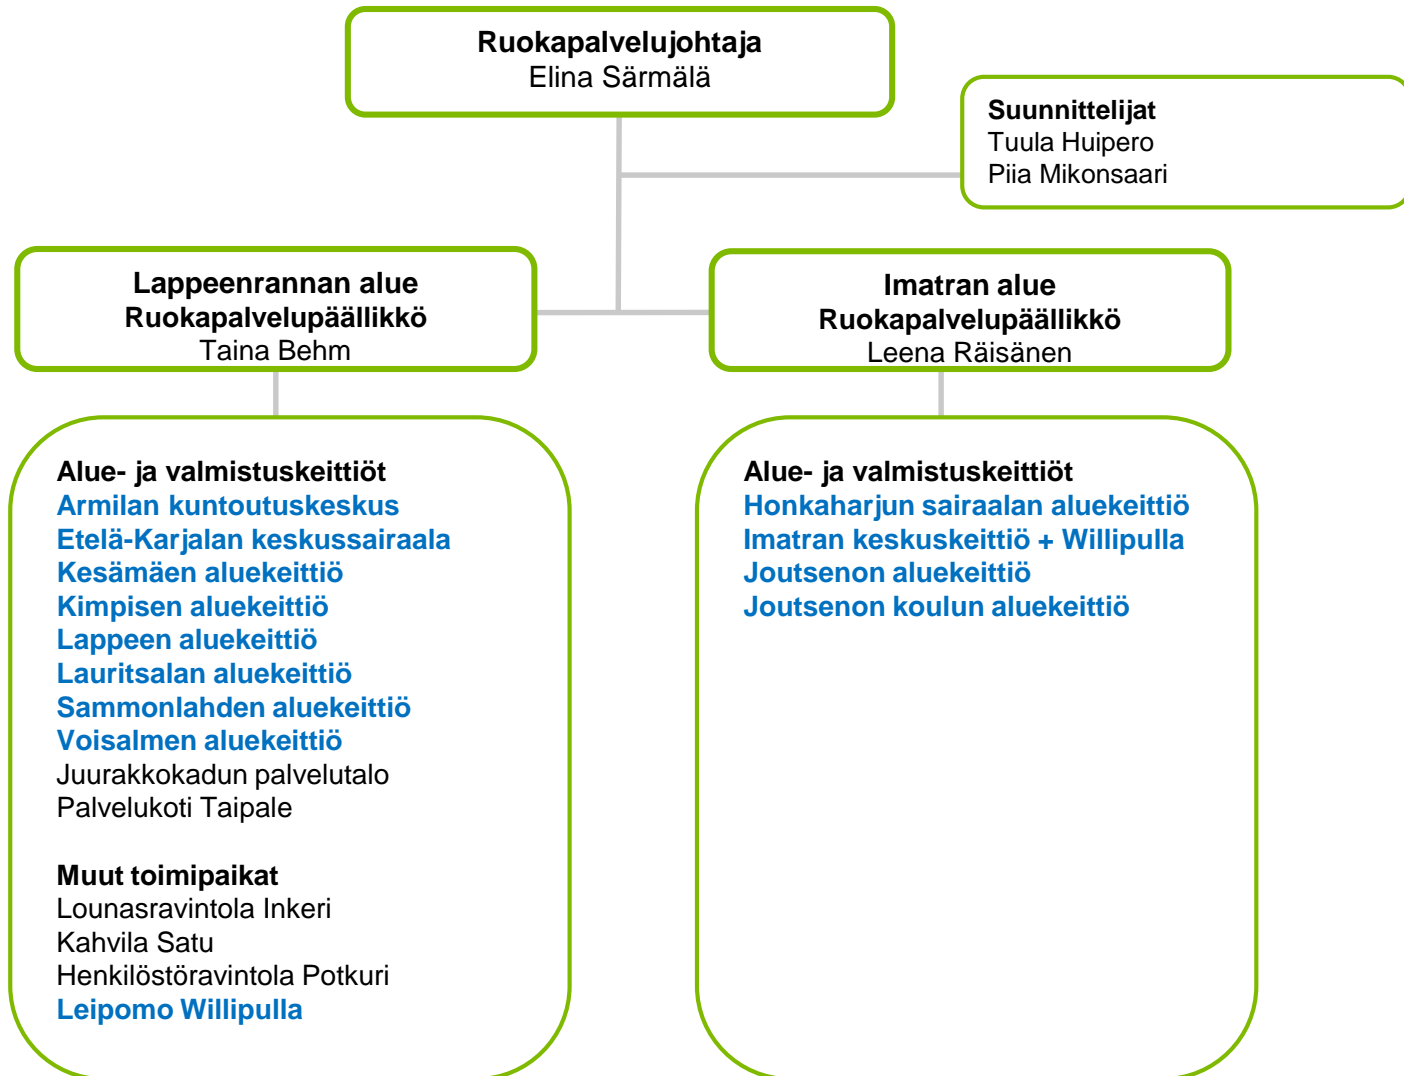 Ruokapalvelujohtaja
Elina Särmälä
Suunnittelijat
Tuula Huipero
Piia Mikonsaari
Lappeenrannan alue
Ruokapalvelupäällikkö
Taina Behm
Imatran alue
Ruokapalvelupäällikkö
Leena Räisänen
Alue- ja valmistuskeittiöt
Armilan kuntoutuskeskus
Etelä-Karjalan keskussairaala
Kesämäen aluekeittiö
Kimpisen aluekeittiö
Lappeen aluekeittiö
Lauritsalan aluekeittiö
Sammonlahden aluekeittiö
Voisalmen aluekeittiö
Juurakkokadun palvelutalo
Palvelukoti Taipale
Muut toimipaikat
Lounasravintola Inkeri
Kahvila Satu
Henkilöstöravintola Potkuri
Leipomo Willipulla
Alue- ja valmistuskeittiöt
Honkaharjun sairaalan aluekeittiö
Imatran keskuskeittiö + Willipulla
Joutsenon aluekeittiö
Joutsenon koulun aluekeittiö